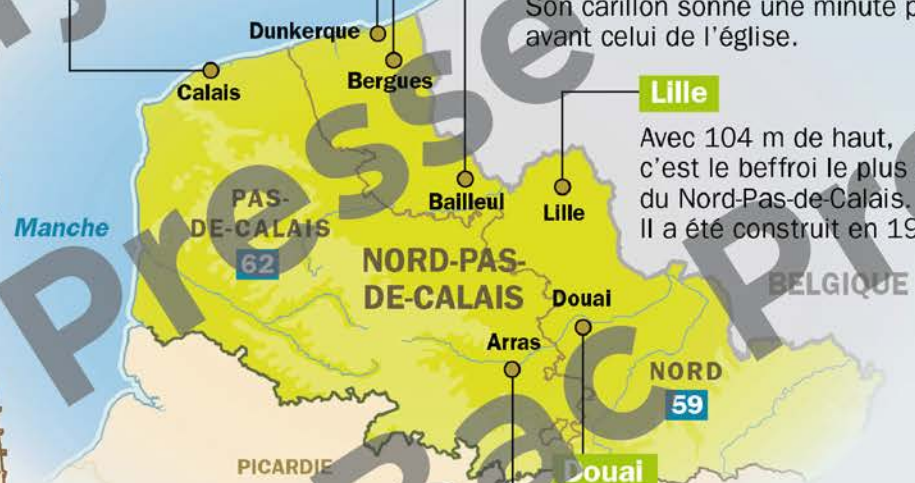 Son carillon sonne une minute
avant celui de l'église.
Dunkerque
Bergues
Calais
Lille
Avec 104 m de haut,
c'est le beffroi le plus
du Nord-Pas-de-Calais.
Il a été construit en
Bailleul
Lille
PAS-
DE-CALAIS
62
Manche
NORD-PAS-
DE-CALAIS
BELGIQUE
Douai
Arras
NORD
59
PICARDIE
Douai
Presse